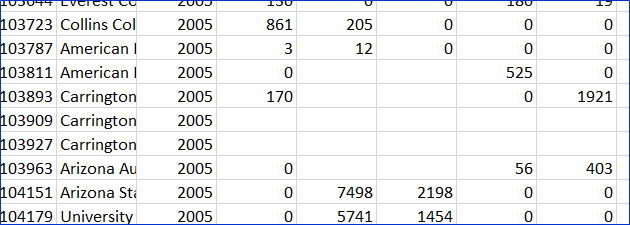 103044 Everest Co 2005 130 0 0 180 19
103723 Collins Col 2005 861 205 0 0 0
103787 American I 2005 3 12 0 0 0
103811 American I 2005 0 525 0
103893 Carrington 2005 170 0 1921
103909 Carrington 2005
103927 Carrington 2005
103963 Arizona Au 2005 0 56 403
104151 Arizona Sta 2005 0 7498 2198 0 0
104179 University 2005 0 5741 1454 0 0